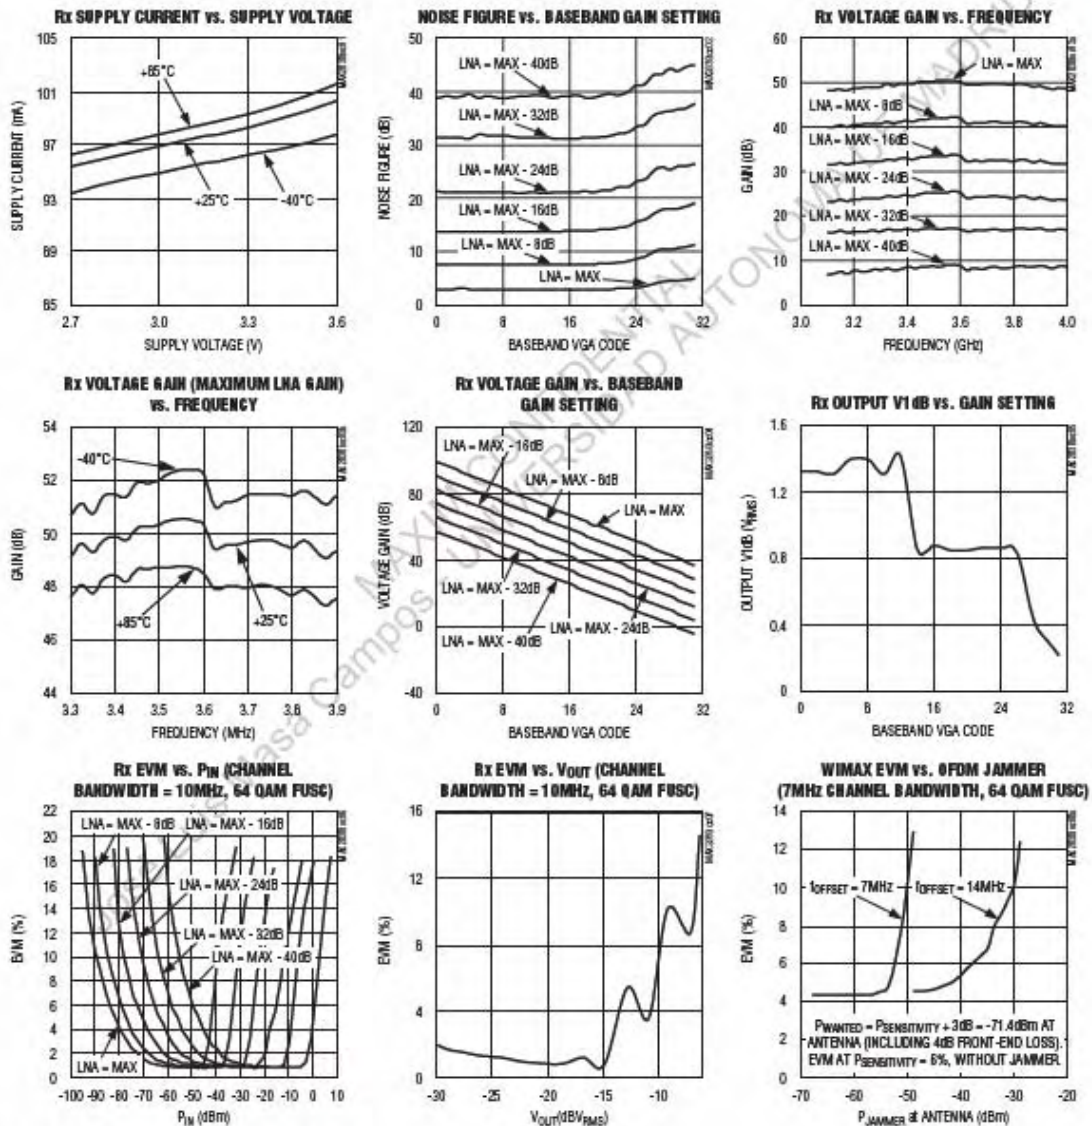 Rx SUPPLY CURRENT vs. SUPPLY VOLTAGE
SUPPLY CURRENT (mA)
105
101
97
93
89
85
+85°C
+25°C
-40°C
2.7 3.0 3.3 3.6
SUPPLY VOLTAGE (V)
NOISE FIGURE vs. BASEBAND GAIN SETTING
NOISE FIGURE (dB)
50
40
30
20
10
0
LNA = MAX - 40dB
LNA = MAX - 32dB
LNA = MAX - 24dB
LNA = MAX - 16dB
LNA = MAX - 8dB
LNA = MAX
0 8 16 24 32
BASEBAND VGA CODE
Rx VOLTAGE GAIN vs. FREQUENCY
GAIN (dB)
60
50
40
30
20
10
0
LNA = MAX
LNA = MAX - 8dB
LNA = MAX - 16dB
LNA = MAX - 24dB
LNA = MAX - 32dB
LNA = MAX - 40dB
3.0 3.2 3.4 3.6 3.8 4.0
FREQUENCY (GHz)
Rx VOLTAGE GAIN (MAXIMUM LNA GAIN)
vs. FREQUENCY
GAIN (dB)
54
52
50
48
46
44
-40°C
+85°C
+25°C
3.3 3.4 3.5 3.6 3.7 3.8 3.9
FREQUENCY (MHz)
Rx VOLTAGE GAIN vs. BASEBAND
GAIN SETTING
VOLTAGE GAIN (dB)
120
80
40
0
-40
LNA = MAX - 16dB
LNA = MAX - 8dB
LNA = MAX
LNA = MAX - 32dB
LNA = MAX - 24dB
LNA = MAX - 40dB
0 8 16 24 32
BASEBAND VGA CODE
Rx OUTPUT V1dB vs. GAIN SETTING
OUTPUT V1dB (VRMS)
1.6
1.2
0.8
0.4
0
0 8 16 24 32
BASEBAND VGA CODE
Rx EVM vs. PIN (CHANNEL
BANDWIDTH = 10MHz, 64 QAM FUSC)
EVM (%)
22
20
18
16
14
12
10
8
6
4
2
0
LNA = MAX - 8dB
LNA = MAX - 16dB
LNA = MAX - 24dB
LNA = MAX - 32dB
LNA = MAX - 40dB
LNA = MAX
-100 -90 -80 -70 -60 -50 -40 -30 -20 -10 0 10
PIN (dBm)
Rx EVM vs. VOUT (CHANNEL
BANDWIDTH = 10MHz, 64 QAM FUSC)
EVM (%)
16
12
8
4
0
-30 -25 -20 -15 -10
VOUT(dBVRMS)
WIMAX EVM vs. OFDM JAMMER
(7MHz CHANNEL BANDWIDTH, 64 QAM FUSC)
EVM (%)
14
12
10
8
6
4
2
0
fOFFSET = 7MHz
fOFFSET = 14MHz
PWANTED = PSENSITIVITY + 3dB = -71.4dBm AT
ANTENNA (INCLUDING 4dB FRONT-END LOSS).
EVM AT PSENSITIVITY = 6%, WITHOUT JAMMER.
-70 -60 -50 -40 -30 -20
PJAMMER at ANTENNA (dBm)
MAXIM CONFIDENTIAL
Masa Campos - UNIVERSIDAD AUTONOMA DE MADRID